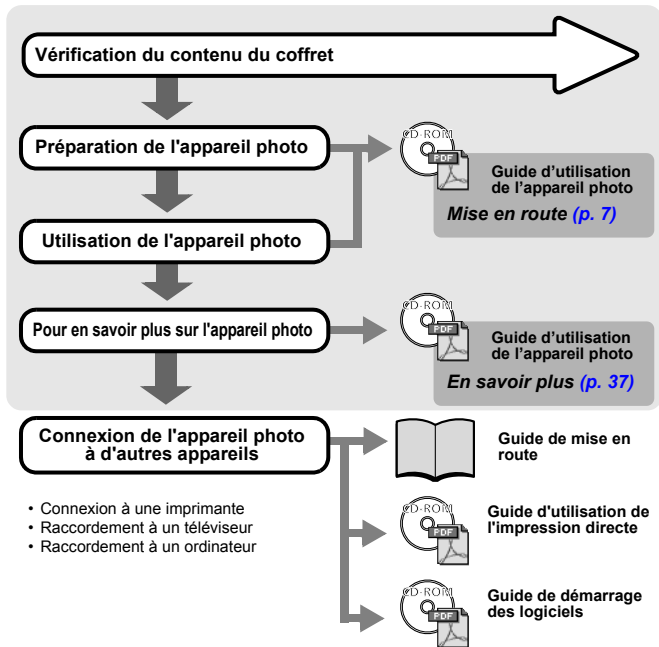 Vérification du contenu du coffret
Préparation de l'appareil photo
CD-ROM
PDF
Guide d’utilisation
de l’appareil photo
Mise en route (p. 7)
Utilisation de l'appareil photo
Pour en savoir plus sur l'appareil photo
CD-ROM
PDF
Guide d’utilisation
de l’appareil photo
En savoir plus (p. 37)
Connexion de l'appareil photo
à d'autres appareils
Guide de mise en
route
• Connexion à une imprimante
• Raccordement à un téléviseur
• Raccordement à un ordinateur
CD-ROM
PDF
Guide d'utilisation de
l'impression directe
CD-ROM
PDF
Guide de démarrage
des logiciels